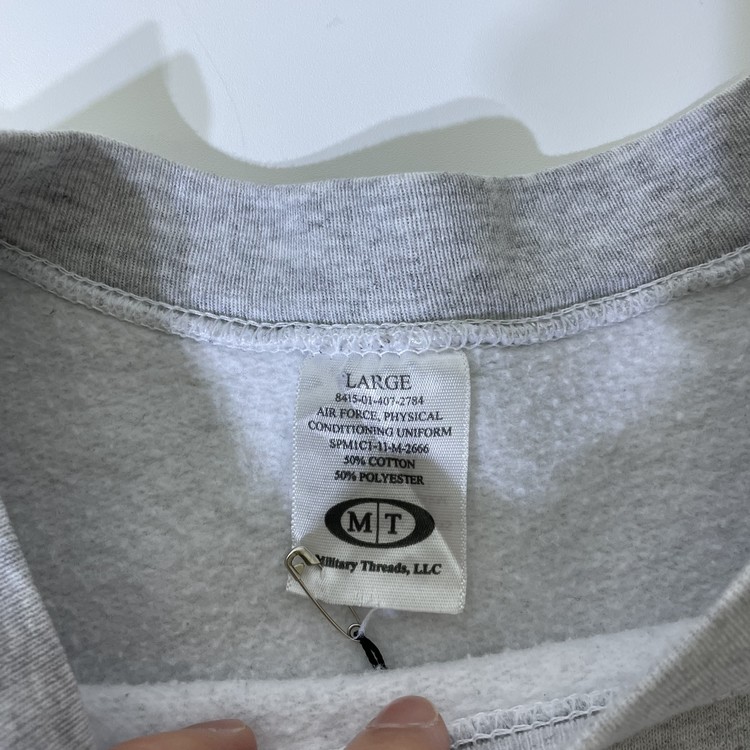 LARGE
8415-01-407-2784
AIR FORCE, PHYSICAL
CONDITIONING UNIFORM
SPM1C1-11-M-2666
50% COTTON
50% POLYESTER
M T
Military Threads, LLC